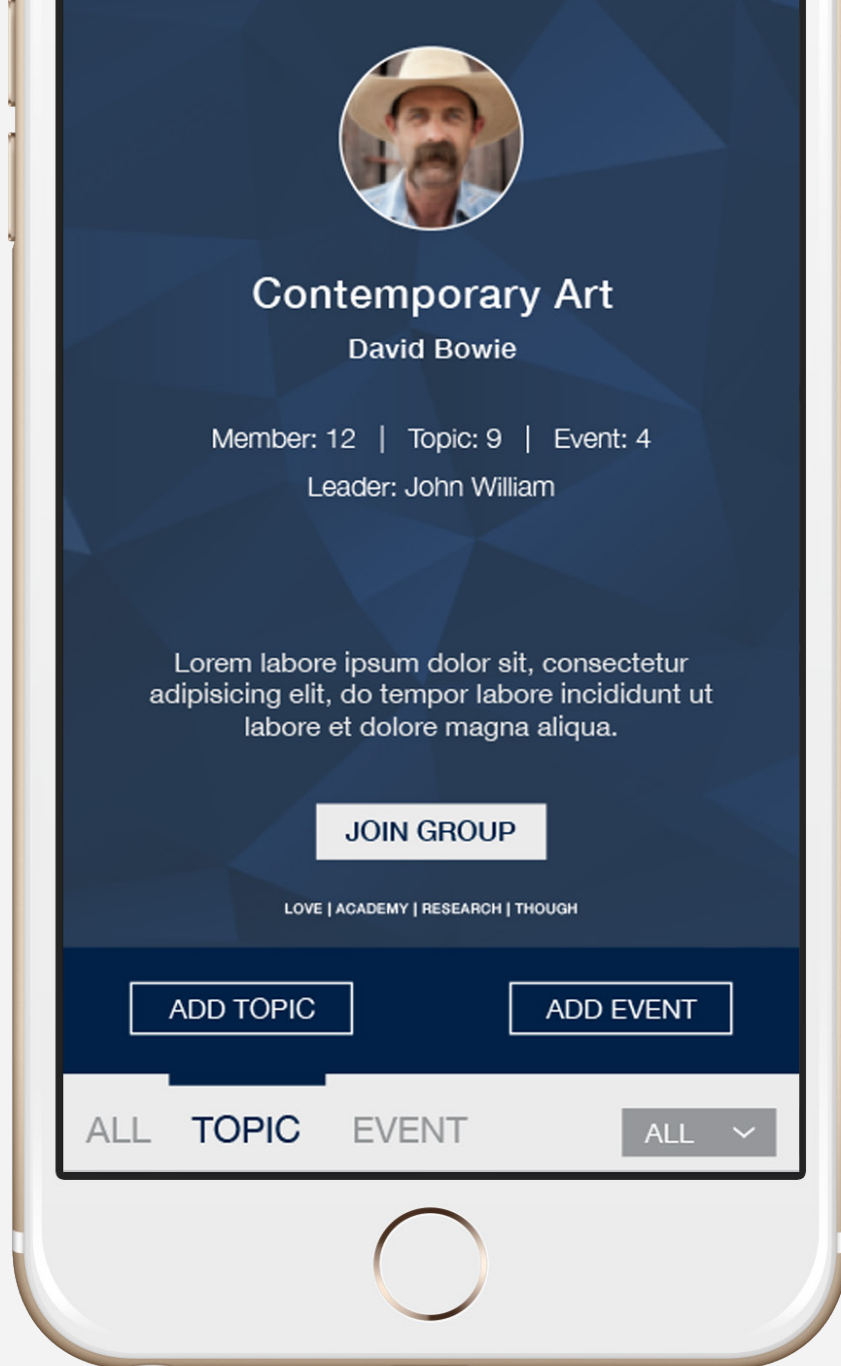 Contemporary Art
David Bowie
Member: 12 | Topic: 9 | Event: 4
Leader: John William
Lorem labore ipsum dolor sit, consectetur
adipisicing elit, do tempor labore incididunt ut
labore et dolore magna aliqua.
JOIN GROUP
LOVE | ACADEMY | RESEARCH | THOUGH
ADD TOPIC ADD EVENT
ALL TOPIC EVENT ALL